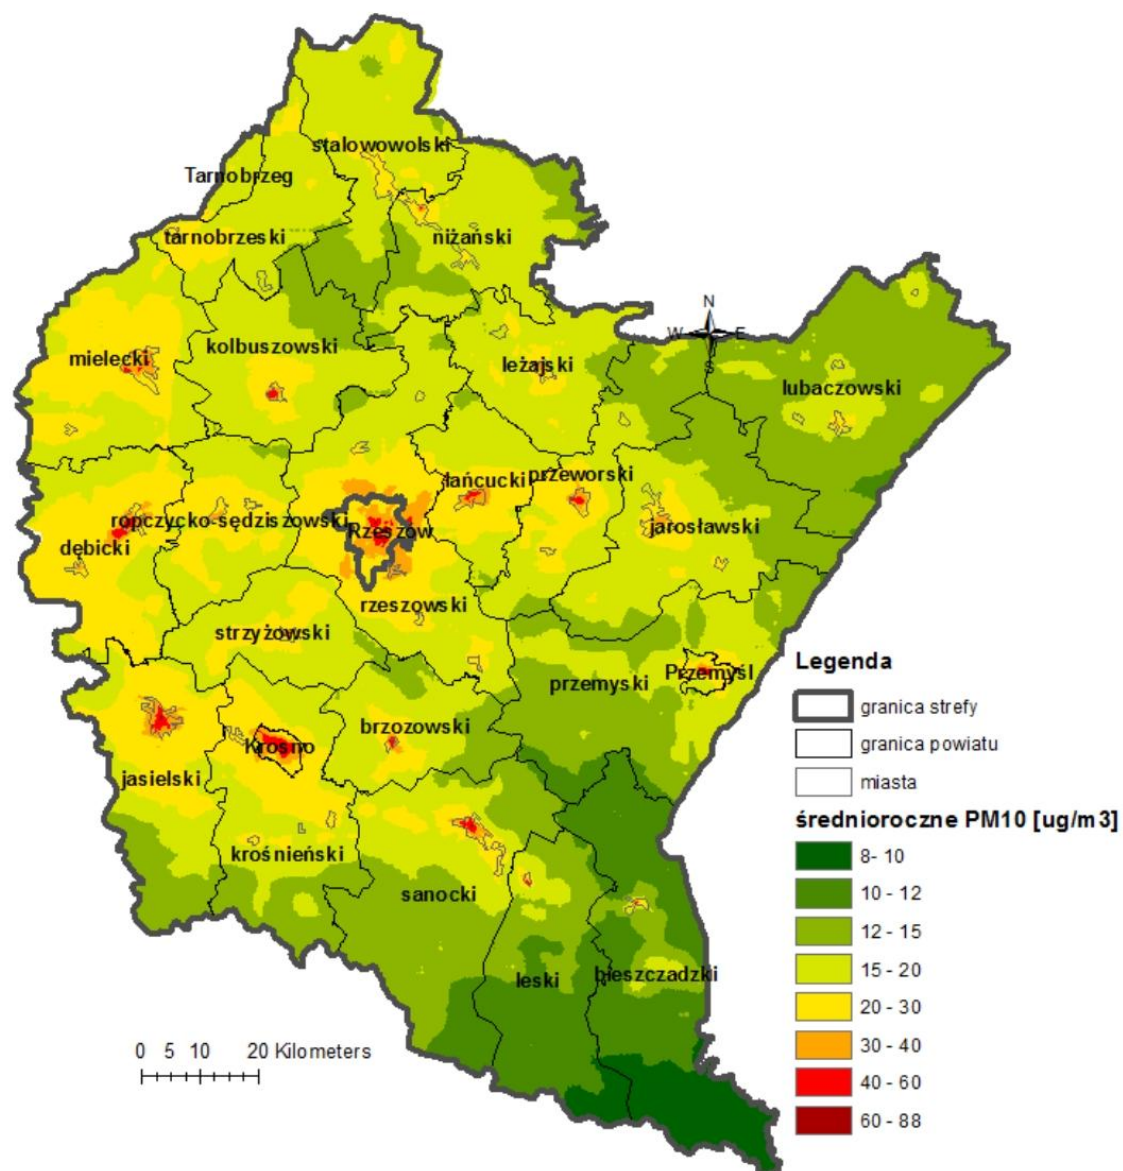 stalowowolski
Tarnobrzeg
tarnobrzeski
niżański
N
W E
S
mielecki
kolbuszowski
leżajski
lubaczowski
łańcucki
przeworski
ropczycko-sędziszowski
Rzeszów
jarosławski
dębicki
rzeszowski
strzyżowski
przemyski
Przemyśl
brzozowski
Krosno
jasielski
krośnieński
sanocki
leski
bieszczadzki
0 5 10 20 Kilometers
Legenda
granica strefy
granica powiatu
miasta
średnioroczne PM10 [ug/m3]
8- 10
10 - 12
12 - 15
15 - 20
20 - 30
30 - 40
40 - 60
60 - 88